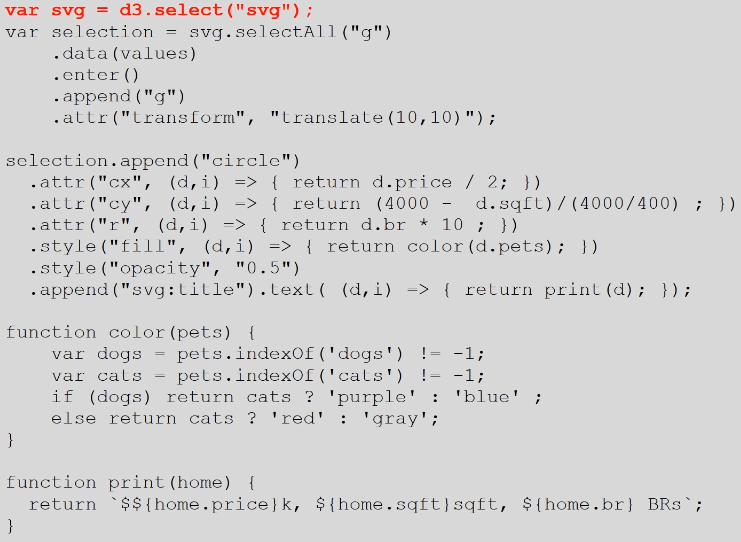 var svg = d3.select("svg");
var selection = svg.selectAll("g")
    .data(values)
    .enter()
    .append("g")
    .attr("transform", "translate(10,10)");

selection.append("circle")
  .attr("cx", (d,i) => { return d.price / 2; })
  .attr("cy", (d,i) => { return (4000 -  d.sqft)/(4000/400) ; })
  .attr("r", (d,i) => { return d.br * 10 ; })
  .style("fill", (d,i) => { return color(d.pets); })
  .style("opacity", "0.5")
  .append("svg:title").text( (d,i) => { return print(d); });

function color(pets) {
    var dogs = pets.indexOf('dogs') != -1;
    var cats = pets.indexOf('cats') != -1;
    if (dogs) return cats ? 'purple' : 'blue' ;
    else return cats ? 'red' : 'gray';
}

function print(home) {
  return `$${home.price}k, ${home.sqft}sqft, ${home.br} BRs`;
}